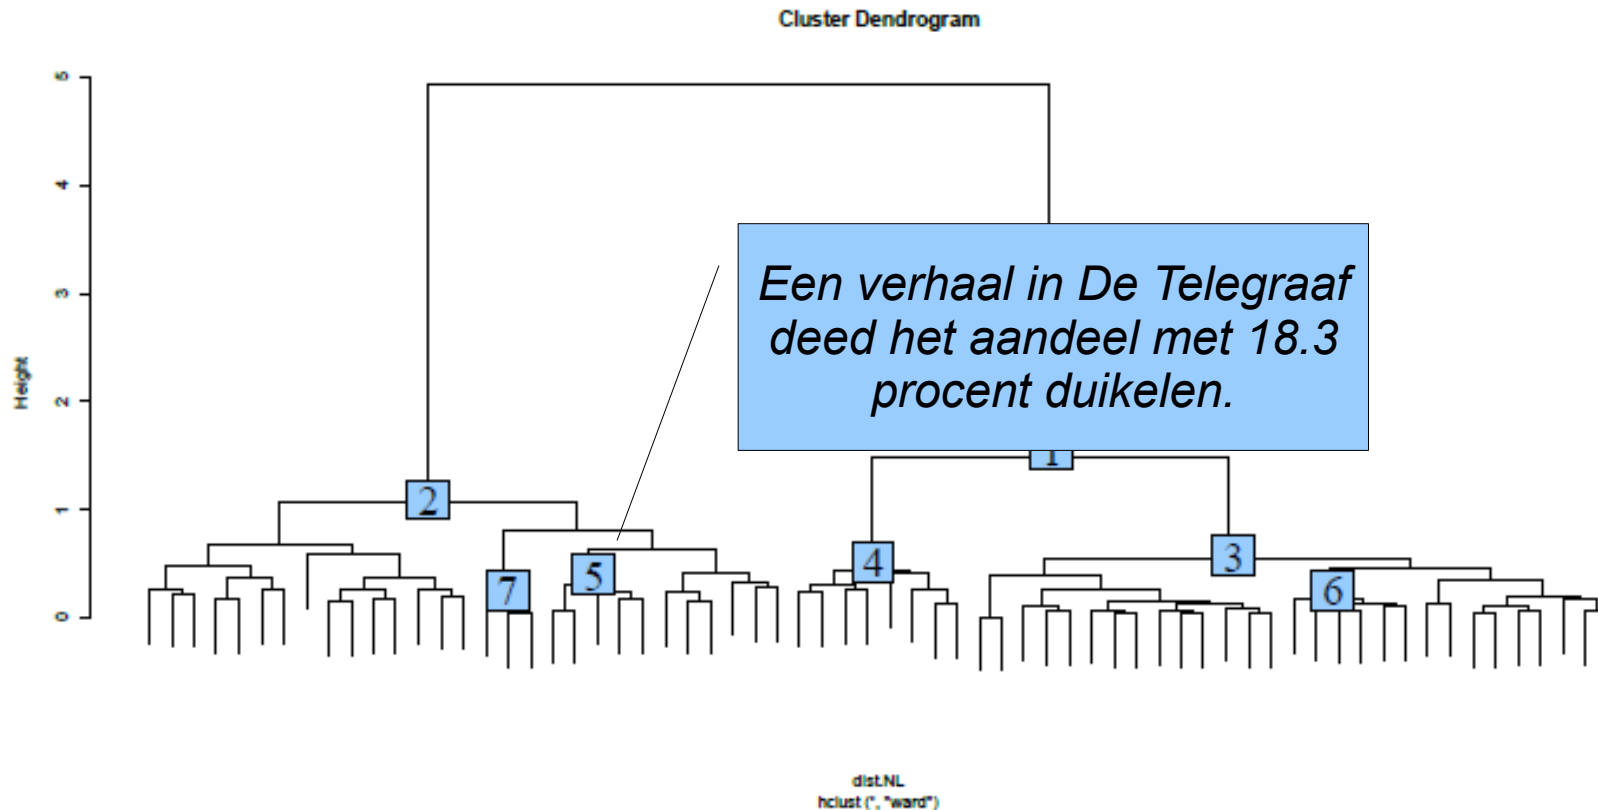 Cluster Dendrogram
5
4
3
2
1
0
Height
Een verhaal in De Telegraaf
deed het aandeel met 18.3
procent duikelen.
1
2
3
4
5
6
7
dist.NL
hclust (*, "ward")